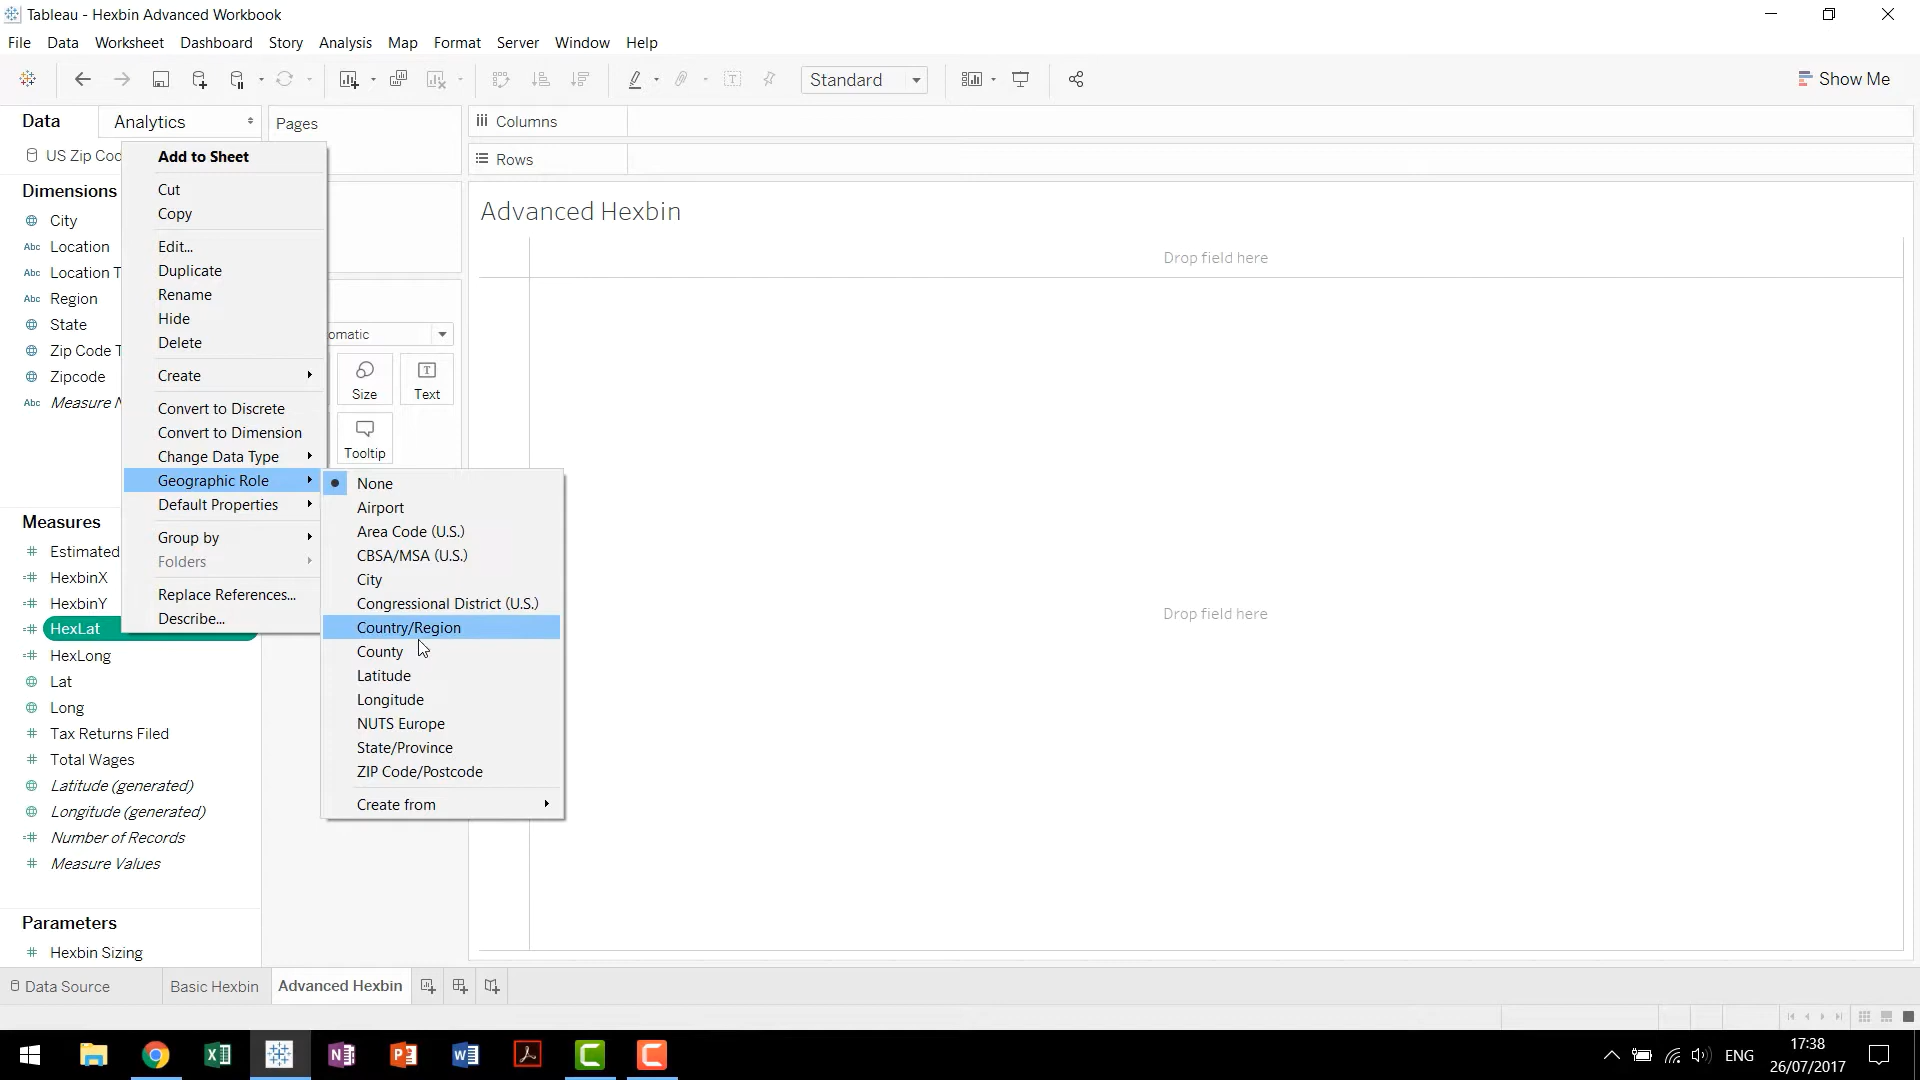 Tableau - Hexbin Advanced Workbook
File Data Worksheet Dashboard Story Analysis Map Format Server Window Help
Standard
Show Me
Data
Analytics
Pages
Columns
US Zip Cod
Rows
Add to Sheet
Cut
Copy
Edit...
Duplicate
Rename
Hide
Delete
Create
Convert to Discrete
Convert to Dimension
Change Data Type
Geographic Role
Default Properties
Group by
Folders
Replace References...
Describe...
Dimensions
City
Abc Location
Abc Location T
Abc Region
State
Zip Code T
Zipcode
Abc Measure N
omatic
Size
T
Text
Tooltip
Advanced Hexbin
Drop field here
Drop field here
None
Airport
Area Code (U.S.)
CBSA/MSA (U.S.)
City
Congressional District (U.S.)
Country/Region
County
Latitude
Longitude
NUTS Europe
State/Province
ZIP Code/Postcode
Create from
Measures
# Estimated
=# HexbinX
=# HexbinY
=# HexLat
=# HexLong
Lat
Long
# Tax Returns Filed
# Total Wages
Latitude (generated)
Longitude (generated)
=# Number of Records
# Measure Values
Parameters
# Hexbin Sizing
Data Source
Basic Hexbin
Advanced Hexbin
ENG
17:38
26/07/2017